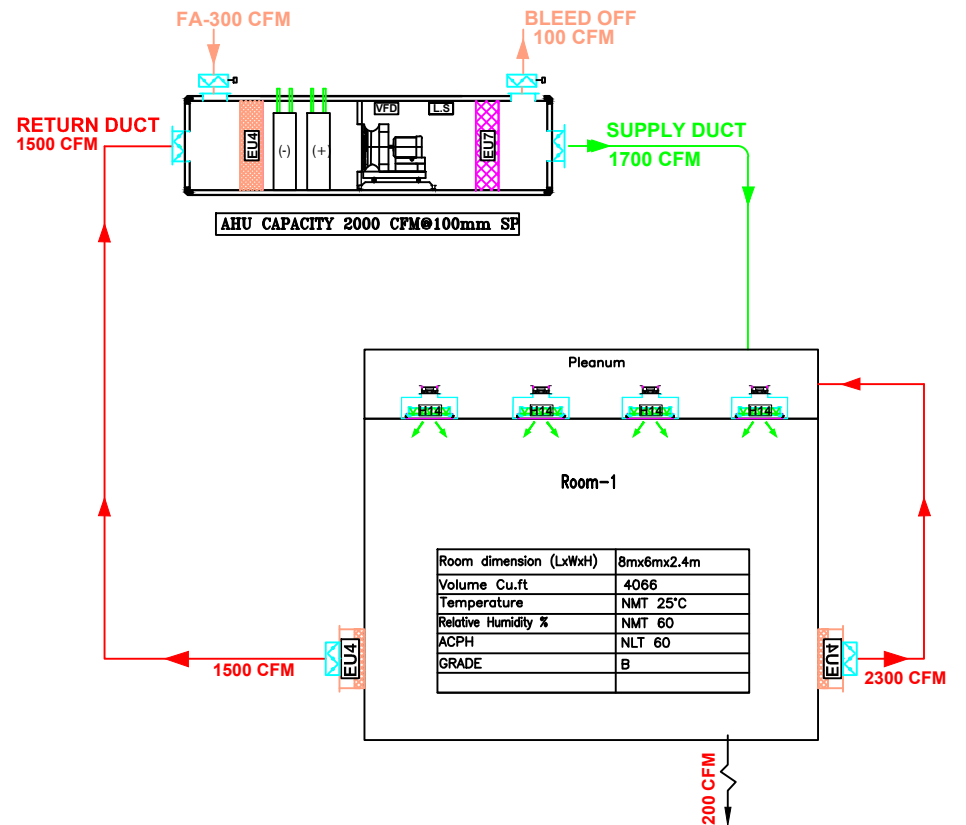 FA-300 CFM
BLEED OFF
100 CFM
RETURN DUCT
1500 CFM
EU4
(-)
(+)
VFD
L.S
EU7
SUPPLY DUCT
1700 CFM
AHU CAPACITY 2000 CFM@100mm SP
Pleanum
H14
H14
H14
H14
Room-1
Room dimension (LxWxH) 8mx6mx2.4m
Volume Cu.ft 4066
Temperature NMT 25°C
Relative Humidity % NMT 60
ACPH NLT 60
GRADE B
EU4
1500 CFM
EU4
2300 CFM
200 CFM